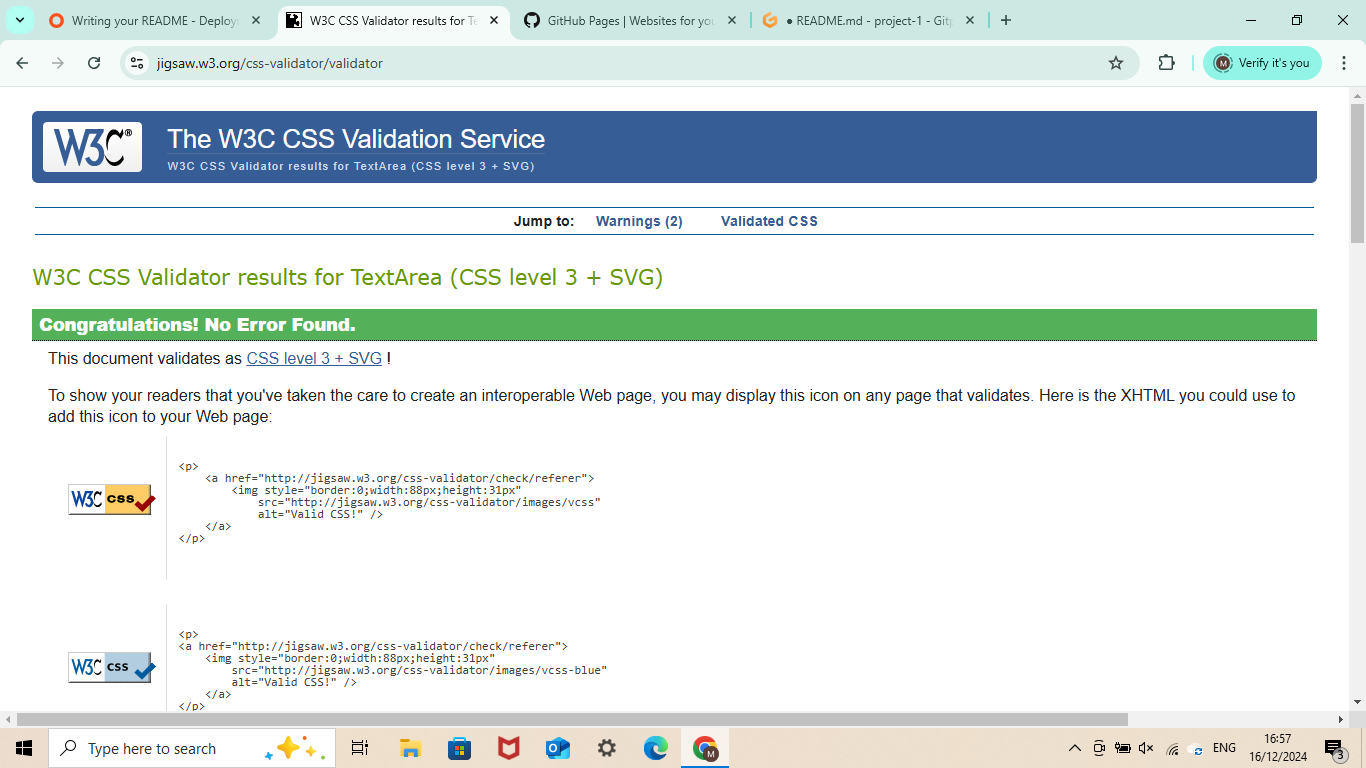 Writing your README - Deploy
W3C CSS Validator results for Te
GitHub Pages | Websites for you
● README.md - project-1 - Gitp
jigsaw.w3.org/css-validator/validator
M
Verify it's you
W3C®
The W3C CSS Validation Service
W3C CSS Validator results for TextArea (CSS level 3 + SVG)
Jump to: Warnings (2) Validated CSS
W3C CSS Validator results for TextArea (CSS level 3 + SVG)
Congratulations! No Error Found.
This document validates as CSS level 3 + SVG !
To show your readers that you've taken the care to create an interoperable Web page, you may display this icon on any page that validates. Here is the XHTML you could use to
add this icon to your Web page:
W3C css
<p>
<a href="http://jigsaw.w3.org/css-validator/check/referer">
<img style="border:0;width:88px;height:31px"
src="http://jigsaw.w3.org/css-validator/images/vcss"
alt="Valid CSS!" />
</a>
</p>
W3C css
<p>
<a href="http://jigsaw.w3.org/css-validator/check/referer">
<img style="border:0;width:88px;height:31px"
src="http://jigsaw.w3.org/css-validator/images/vcss-blue"
alt="Valid CSS!" />
</a>
</p>
Type here to search
M
ENG
16:57
16/12/2024
3